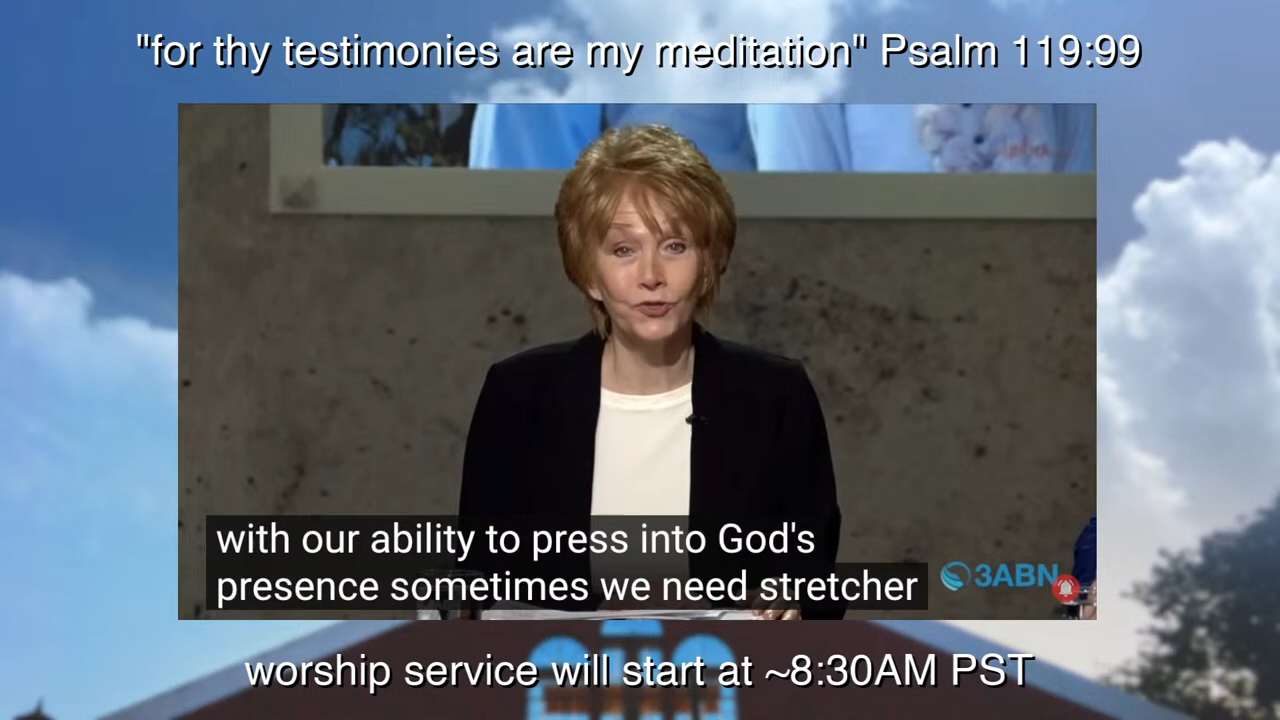 "for thy testimonies are my meditation" Psalm 119:99
with our ability to press into God's
presence sometimes we need stretcher
3ABN
worship service will start at ~8:30AM PST